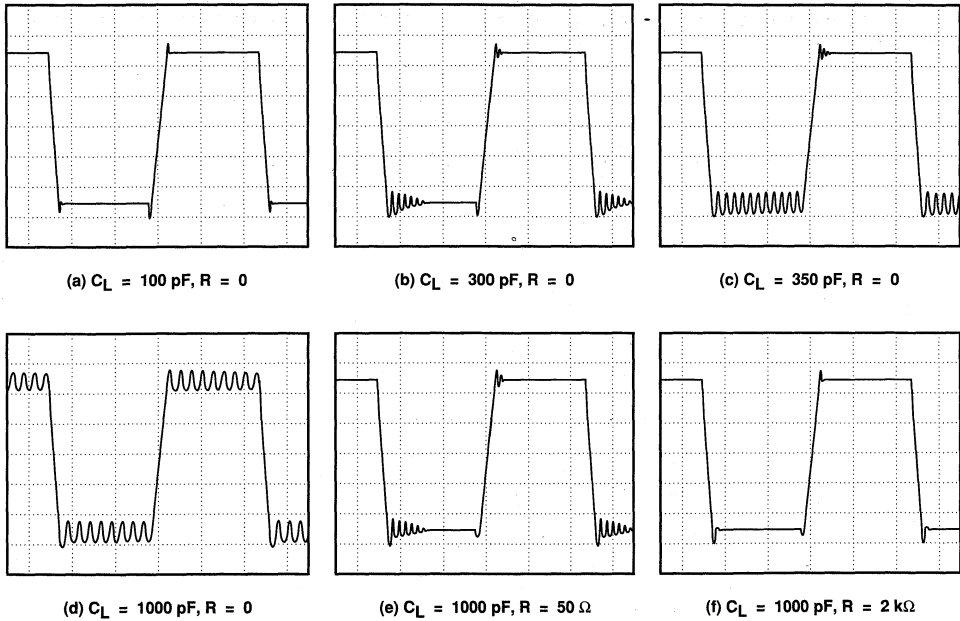 (a) C_L = 100 pF, R = 0
(b) C_L = 300 pF, R = 0
(c) C_L = 350 pF, R = 0
(d) C_L = 1000 pF, R = 0
(e) C_L = 1000 pF, R = 50 Ω
(f) C_L = 1000 pF, R = 2 kΩ